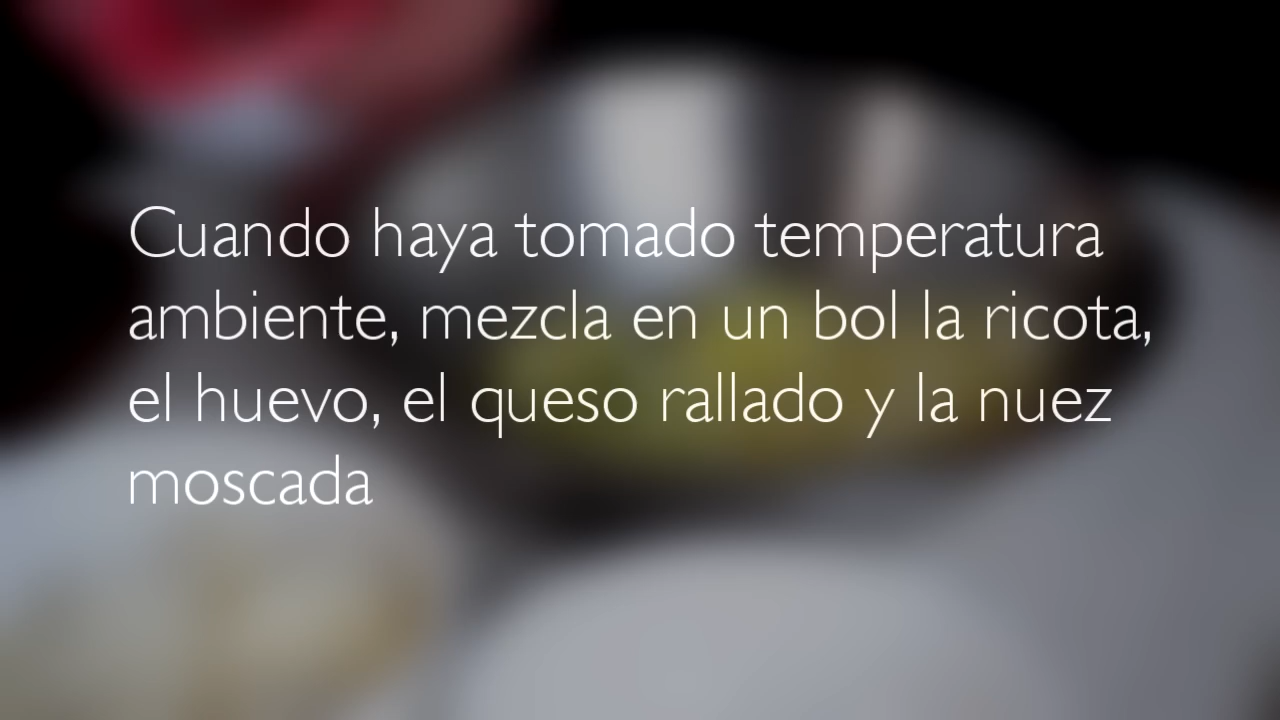 Cuando haya tomado temperatura
ambiente, mezcla en un bol la ricota,
el huevo, el queso rallado y la nuez
moscada